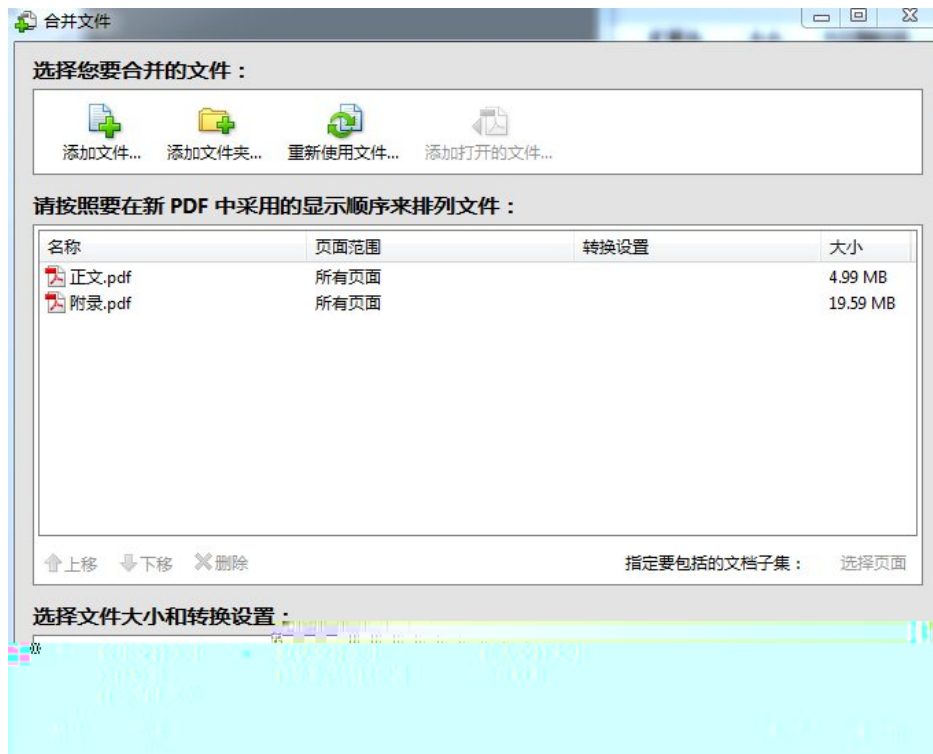 合并文件
选择您要合并的文件：
添加文件... 添加文件夹... 重新使用文件... 添加打开的文件...
请按照要在新 PDF 中采用的显示顺序来排列文件：
名称 页面范围 转换设置 大小
正文.pdf 所有页面 4.99 MB
附录.pdf 所有页面 19.59 MB
上移 下移 删除 指定要包括的文档子集： 选择页面
选择文件大小和转换设置：